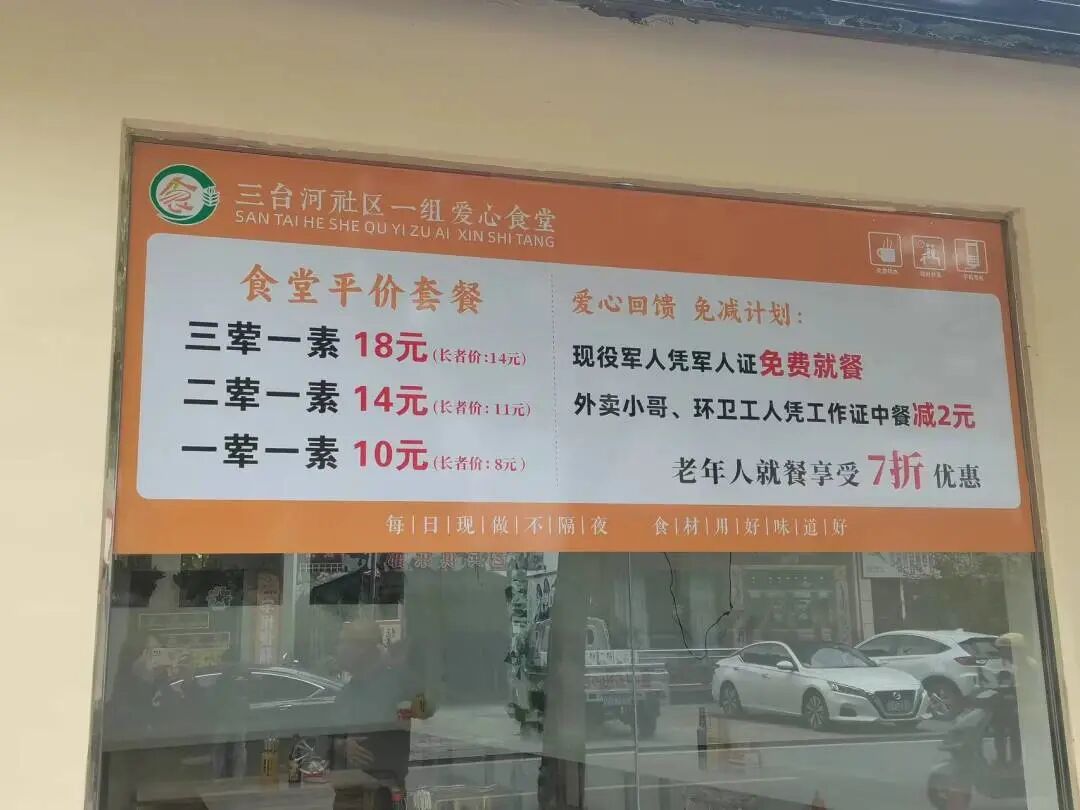 三台河社区一组爱心食堂
SAN TAI HE SHE QU YI ZU AI XIN SHI TANG
食堂平价套餐
三荤一素 18元(长者价:14元)
二荤一素 14元(长者价:11元)
一荤一素 10元(长者价:8元)
爱心回馈 免减计划:
现役军人凭军人证免费就餐
外卖小哥、环卫工人凭工作证中餐减2元
老年人就餐享受 7折 优惠
每|日|现|做|不|隔|夜 食|材|用|好|味|道|好